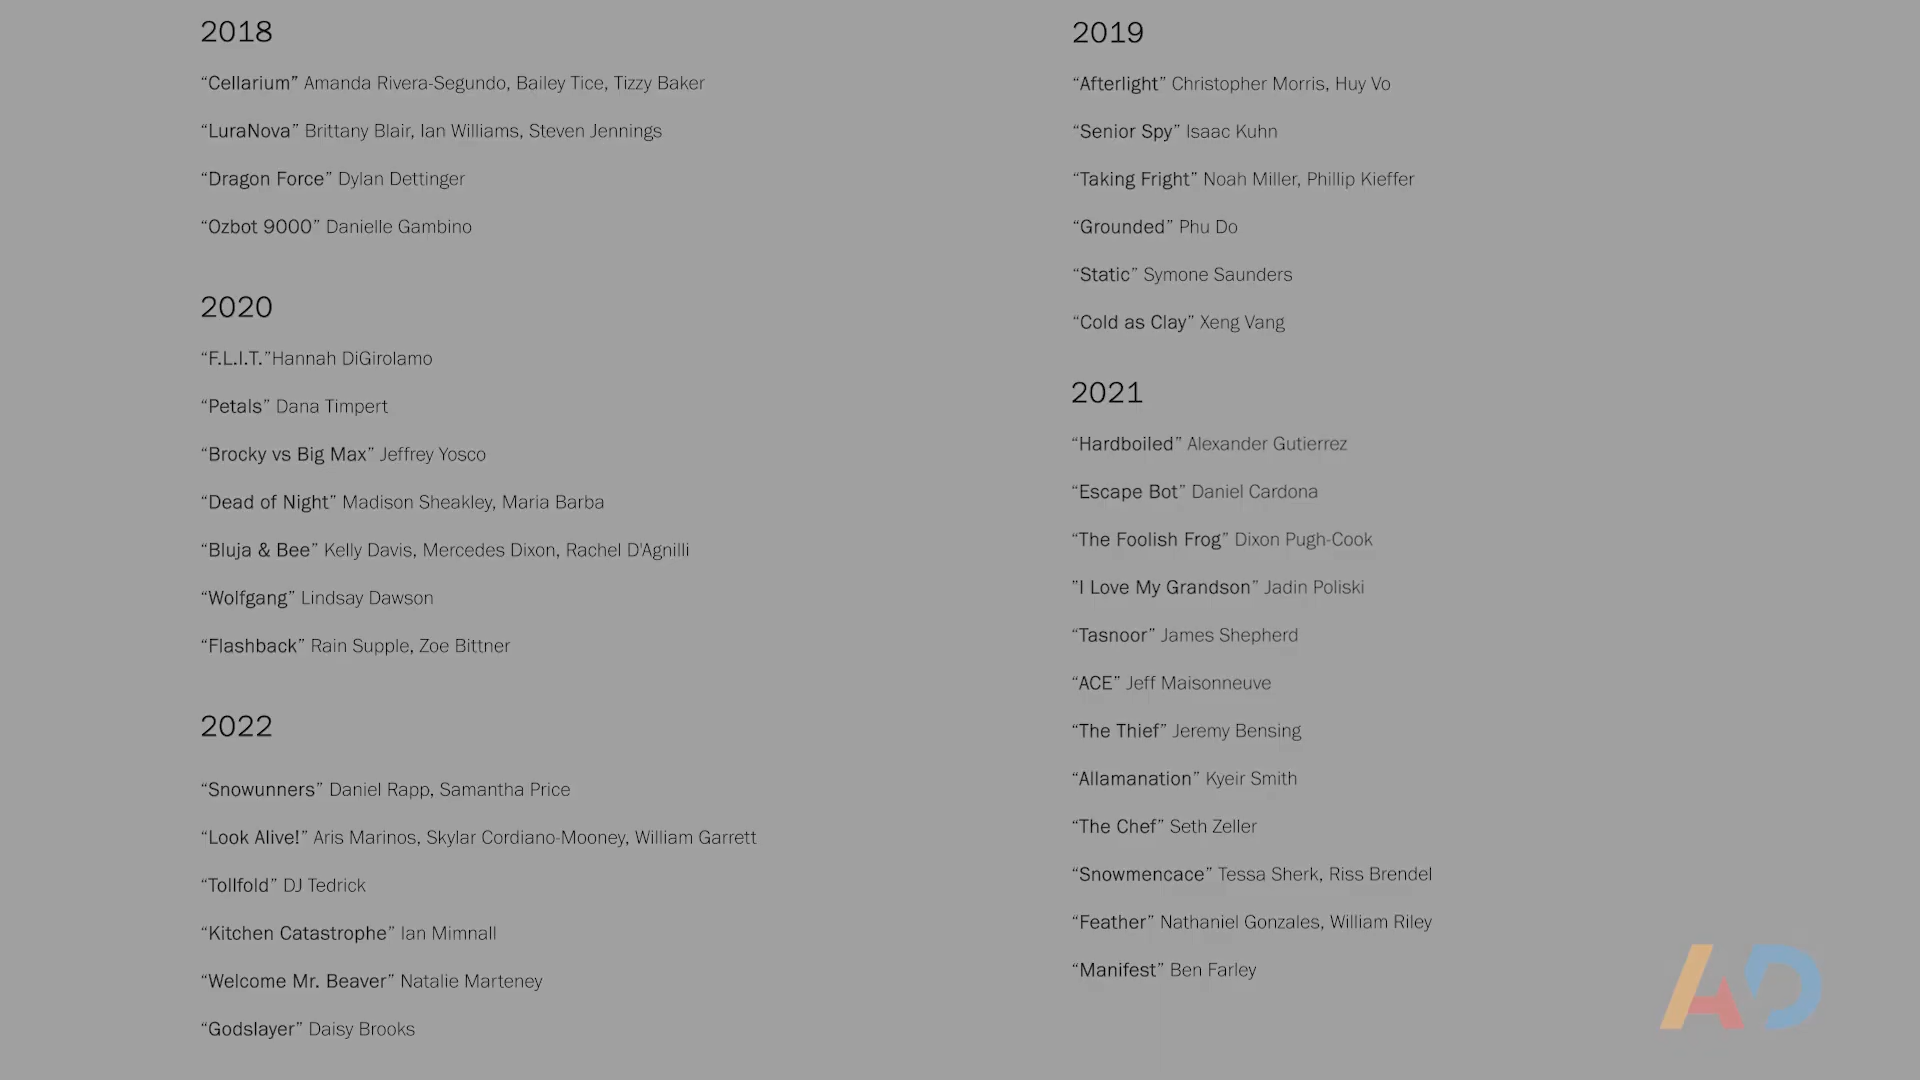 2018
“Cellarium” Amanda Rivera-Segundo, Bailey Tice, Tizzy Baker
“LuraNova” Brittany Blair, Ian Williams, Steven Jennings
“Dragon Force” Dylan Dettinger
“Ozbot 9000” Danielle Gambino
2020
“F.L.I.T.”Hannah DiGirolamo
“Petals” Dana Timpert
“Brocky vs Big Max” Jeffrey Yosco
“Dead of Night” Madison Sheakley, Maria Barba
“Bluja & Bee” Kelly Davis, Mercedes Dixon, Rachel D'Agnilli
“Wolfgang” Lindsay Dawson
“Flashback” Rain Supple, Zoe Bittner
2022
“Snowunners” Daniel Rapp, Samantha Price
“Look Alive!” Aris Marinos, Skylar Cordiano-Mooney, William Garrett
“Tollfold” DJ Tedrick
“Kitchen Catastrophe” Ian Mimnall
“Welcome Mr. Beaver” Natalie Marteney
“Godslayer” Daisy Brooks
2019
“Afterlight” Christopher Morris, Huy Vo
“Senior Spy” Isaac Kuhn
“Taking Fright” Noah Miller, Phillip Kieffer
“Grounded” Phu Do
“Static” Symone Saunders
“Cold as Clay” Xeng Vang
2021
“Hardboiled” Alexander Gutierrez
“Escape Bot” Daniel Cardona
“The Foolish Frog” Dixon Pugh-Cook
”I Love My Grandson” Jadin Poliski
“Tasnoor” James Shepherd
“ACE” Jeff Maisonneuve
“The Thief” Jeremy Bensing
“Allamanation” Kyeir Smith
“The Chef” Seth Zeller
“Snowmencace” Tessa Sherk, Riss Brendel
“Feather” Nathaniel Gonzales, William Riley
“Manifest” Ben Farley
AD